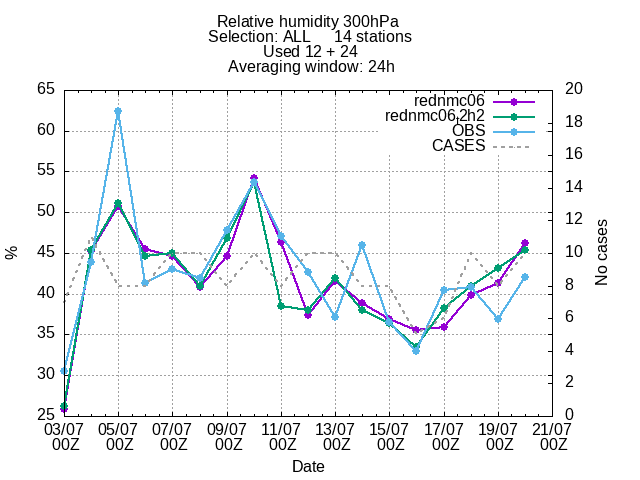 Relative humidity 300hPa
Selection: ALL 14 stations
Used 12 + 24
Averaging window: 24h
rednmc06
rednmc06,2h2
OBS
CASES
65
60
55
50
45
40
35
30
25
%
20
18
16
14
12
10
8
6
4
2
0
No cases
03/07 05/07 07/07 09/07 11/07 13/07 15/07 17/07 19/07 21/07
00Z 00Z 00Z 00Z 00Z 00Z 00Z 00Z 00Z 00Z
Date